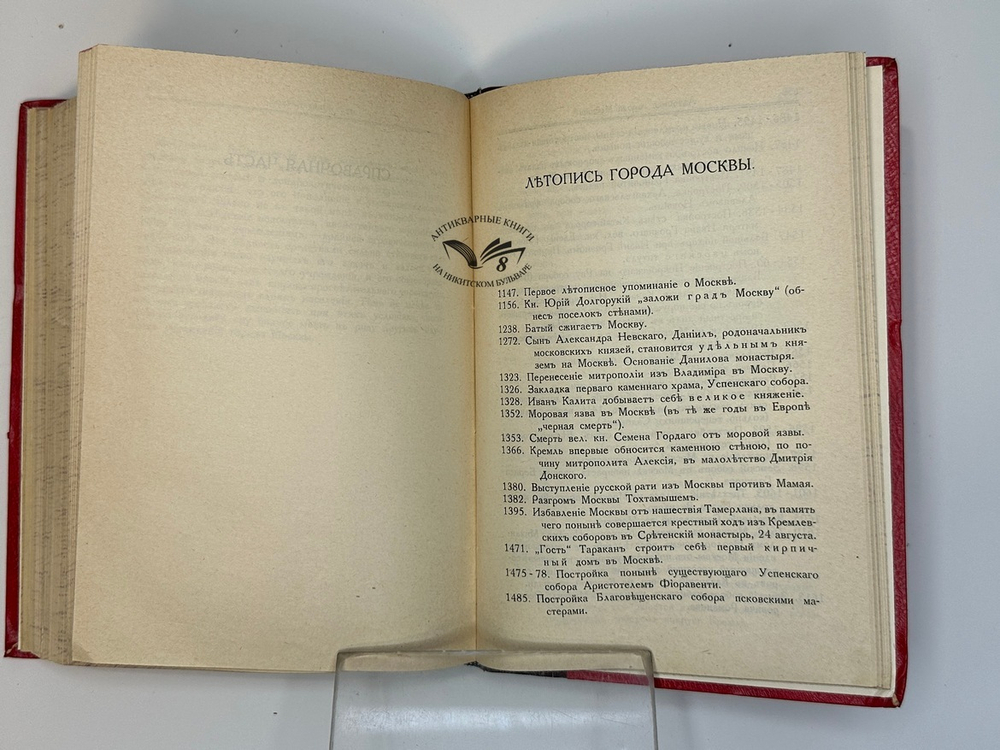 ЛѢТОПИСЬ ГОРОДА МОСКВЫ.
АНТИКВАРНЫЕ КНИГИ
8
НА НИКИТСКОМ БУЛЬВАРЕ
1147. Первое лѣтописное упоминаніе о Москвѣ.
1156. Кн. Юрій Долгорукій „заложи градъ Москву“ (об-
несъ поселокъ стѣнами).
1238. Батый сжигаетъ Москву.
1272. Сынъ Александра Невскаго, Даніилъ, родоначальникъ
московскихъ князей, становится удѣльнымъ кня-
земъ на Москвѣ. Основаніе Данилова монастыря.
1323. Перенесеніе митрополіи изъ Владиміра въ Москву.
1326. Закладка перваго каменнаго храма, Успенскаго собора.
1328. Иванъ Калита добываетъ себѣ великое княженіе.
1352. Моровая язва въ Москвѣ (въ тѣ же годы въ Европѣ
„черная смерть“).
1353. Смерть вел. кн. Семена Гордаго отъ моровой язвы.
1366. Кремль впервые обносится каменною стѣною, по по-
чину митрополита Алексія, въ малолѣтство Дмитрія
Донского.
1380. Выступленіе русской рати изъ Москвы противъ Мамая.
1382. Разгромъ Москвы Тохтамышемъ.
1395. Избавленіе Москвы отъ нашествія Тамерлана, въ память
чего понынѣ совершается крестный ходъ изъ Кремлев-
скихъ соборовъ въ Срѣтенскій монастырь, 24 августа.
1471. „Гость“ Тараканъ строитъ себѣ первый кирпич-
ный домъ въ Москвѣ.
1475-78. Постройка понынѣ существующаго Успенскаго
собора Аристотелемъ Фіоравенти.
1485. Постройка Благовѣщенскаго собора псковскими ма-
стерами.